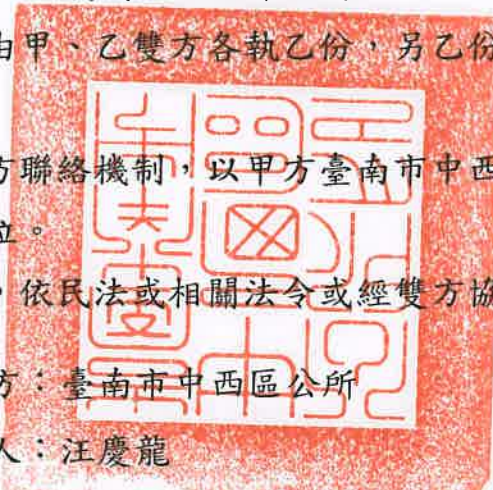 由甲、乙雙方各執乙份，另乙份
方聯絡機制，以甲方臺南市中西
位。
，依民法或相關法令或經雙方協
方：臺南市中西區公所
人：汪慶龍